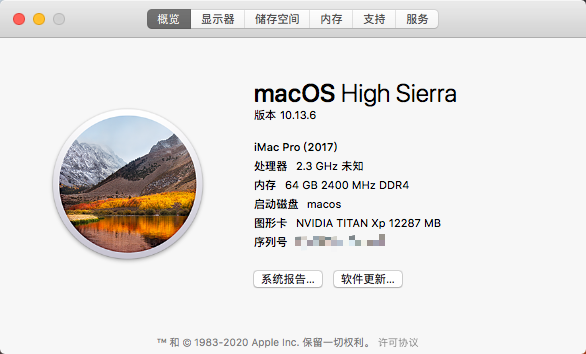 概览 显示器 储存空间 内存 支持 服务
macOS High Sierra
版本 10.13.6
iMac Pro (2017)
处理器 2.3 GHz 未知
内存 64 GB 2400 MHz DDR4
启动磁盘 macos
图形卡 NVIDIA TITAN Xp 12287 MB
序列号
系统报告... 软件更新...
™ 和 © 1983-2020 Apple Inc. 保留一切权利。 许可协议